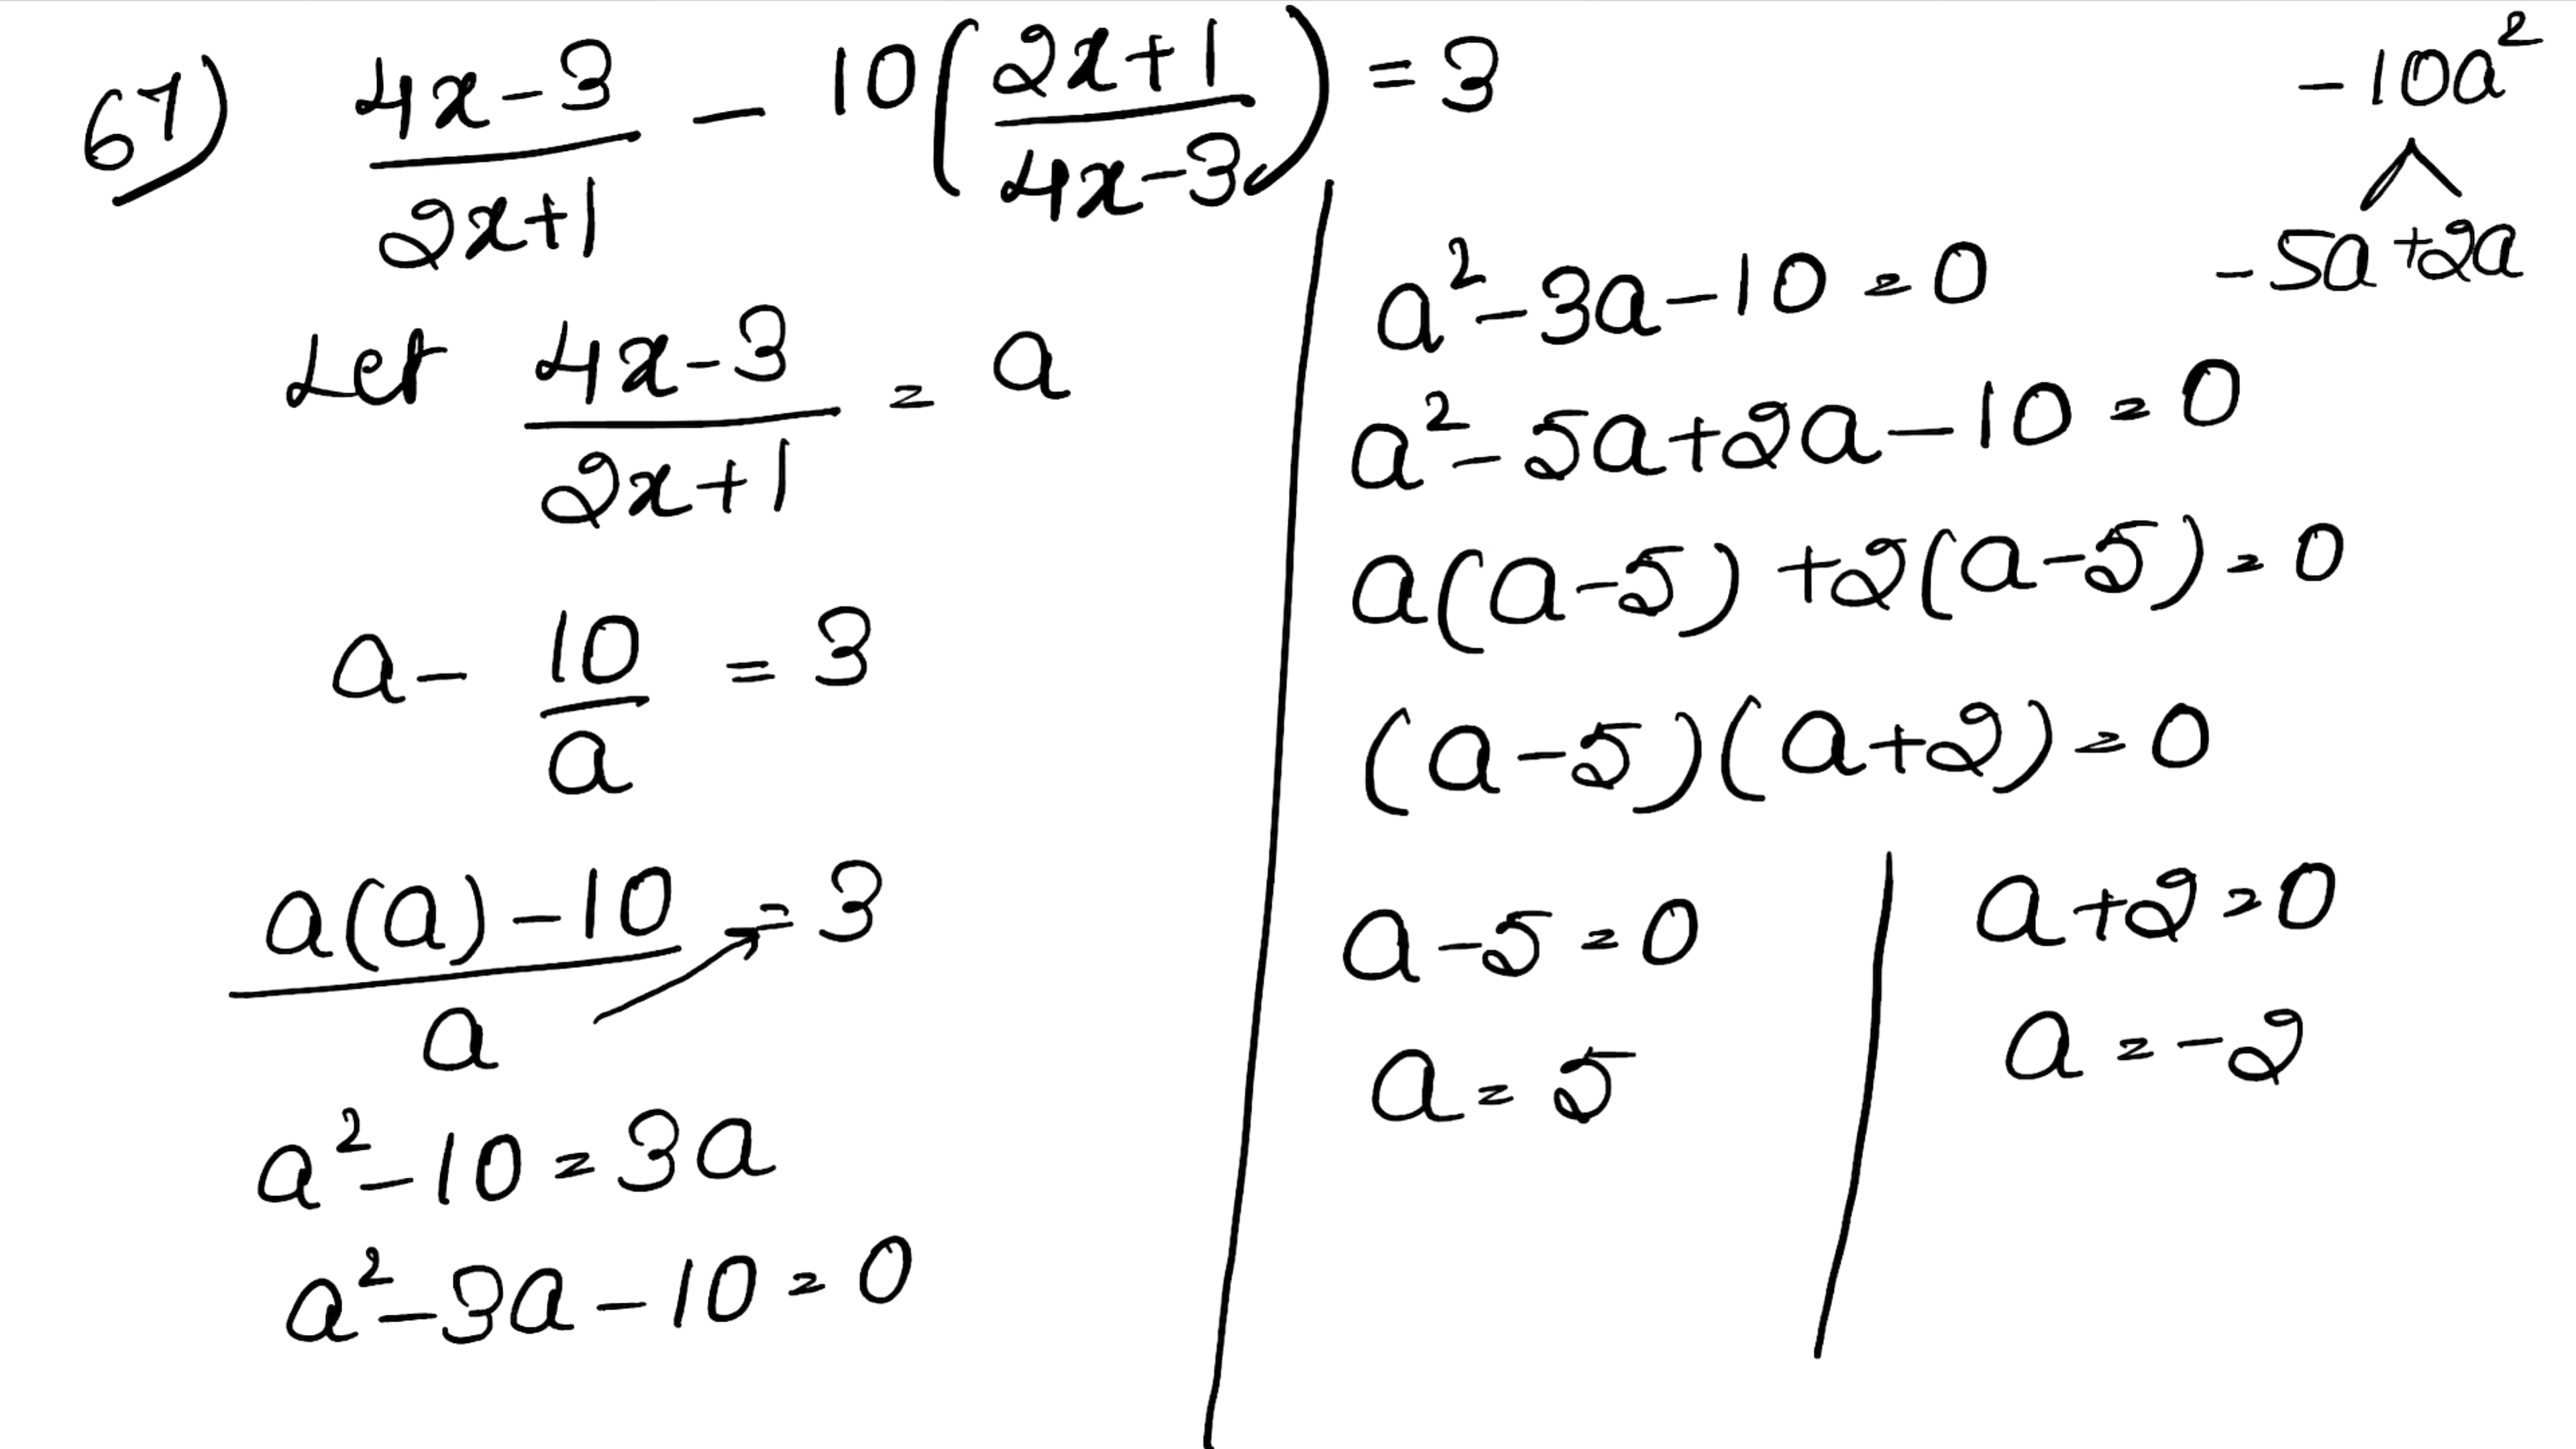 67) (4x-3)/(2x+1) - 10((2x+1)/(4x-3)) = 3
Let (4x-3)/(2x+1) = a
a - 10/a = 3
(a(a)-10)/a = 3
a²-10=3a
a²-3a-10=0
-10a²
-5a+2a
a²-3a-10=0
a²-5a+2a-10=0
a(a-5)+2(a-5)=0
(a-5)(a+2)=0
a-5=0
a=5
a+2=0
a=-2